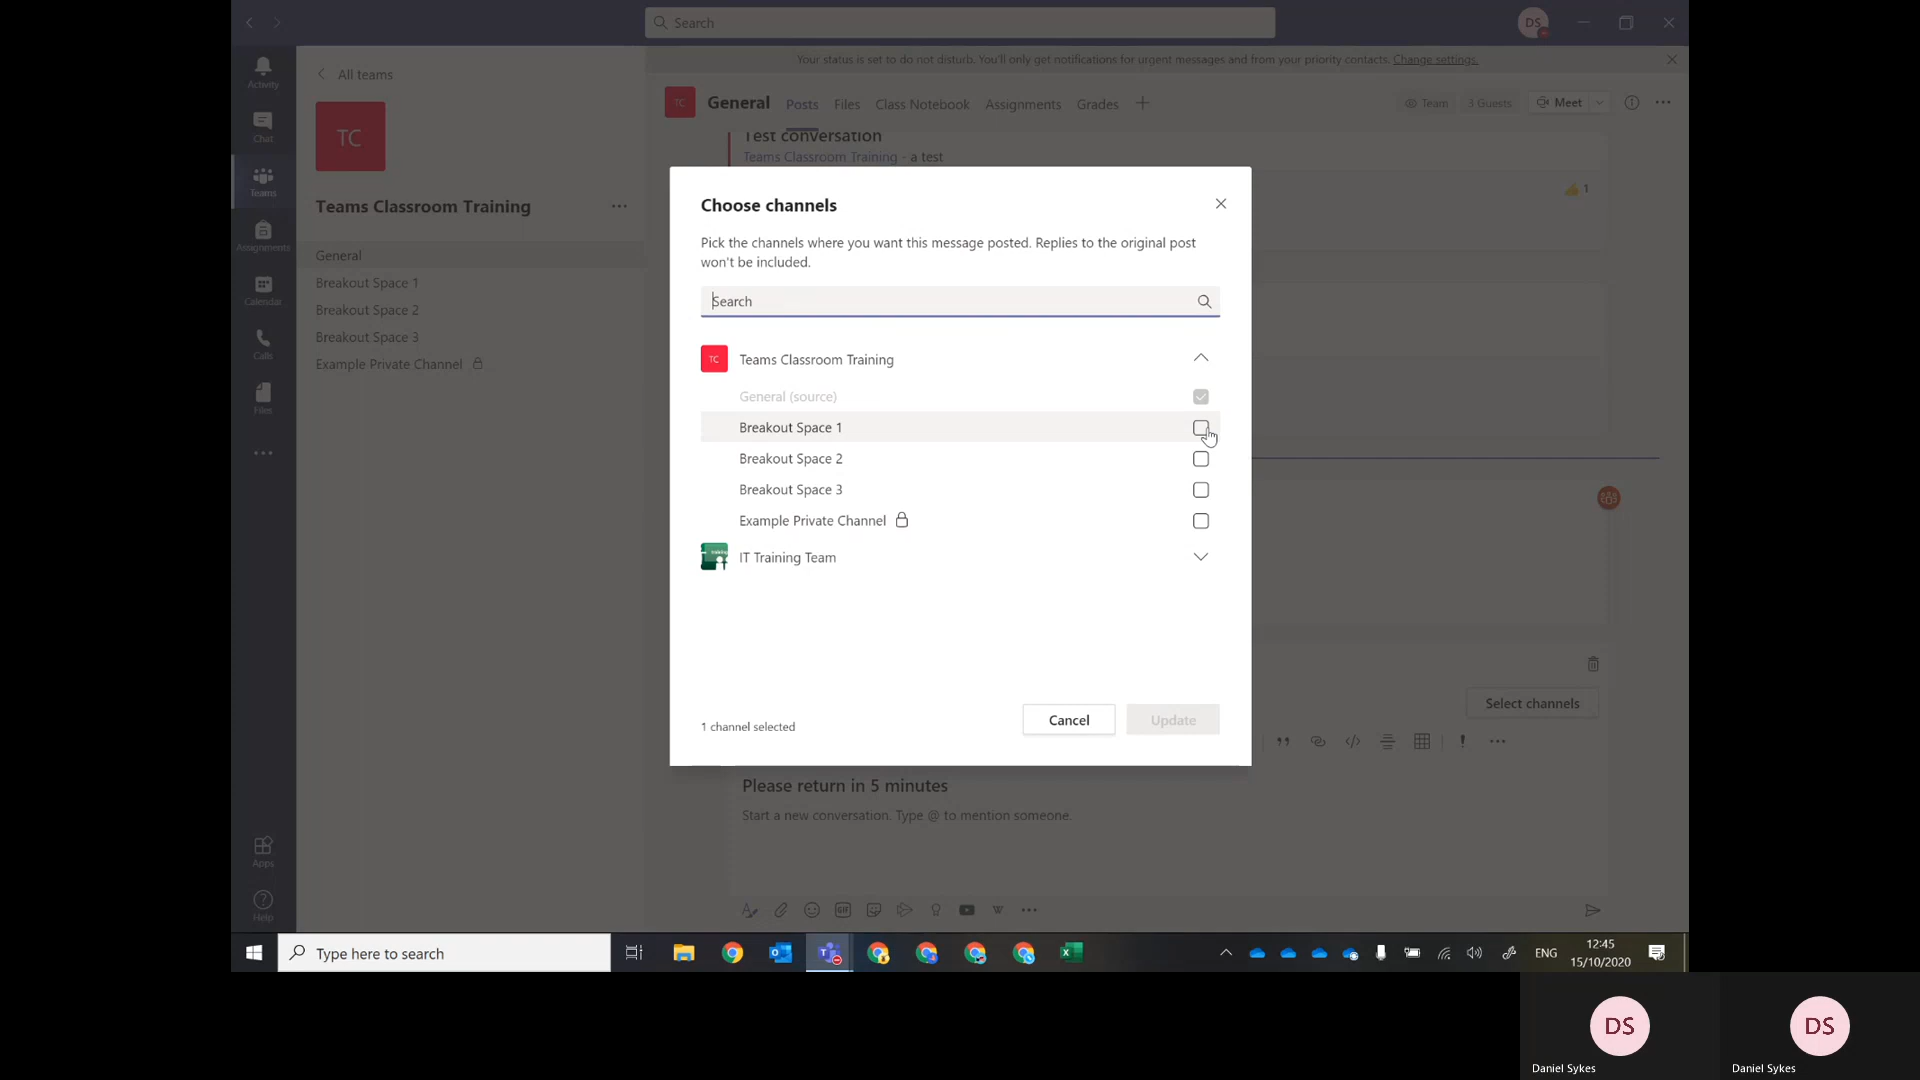 Search
DS
Your status is set to do not disturb. You'll only get notifications for urgent messages and from your priority contacts. Change settings.
Activity
Chat
Teams
Assignments
Calendar
Calls
Files
Apps
Help
All teams
TC
Teams Classroom Training
General
Breakout Space 1
Breakout Space 2
Breakout Space 3
Example Private Channel
TC
General
Posts
Files
Class Notebook
Assignments
Grades
Team
3 Guests
Meet
Test conversation
Teams Classroom Training - a test
1
Choose channels
Pick the channels where you want this message posted. Replies to the original post
won't be included.
Search
TC
Teams Classroom Training
General (source)
Breakout Space 1
Breakout Space 2
Breakout Space 3
Example Private Channel
IT Training Team
1 channel selected
Cancel
Update
Select channels
Please return in 5 minutes
Start a new conversation. Type @ to mention someone.
GIF
Type here to search
ENG
12:45
15/10/2020
DS
Daniel Sykes
DS
Daniel Sykes